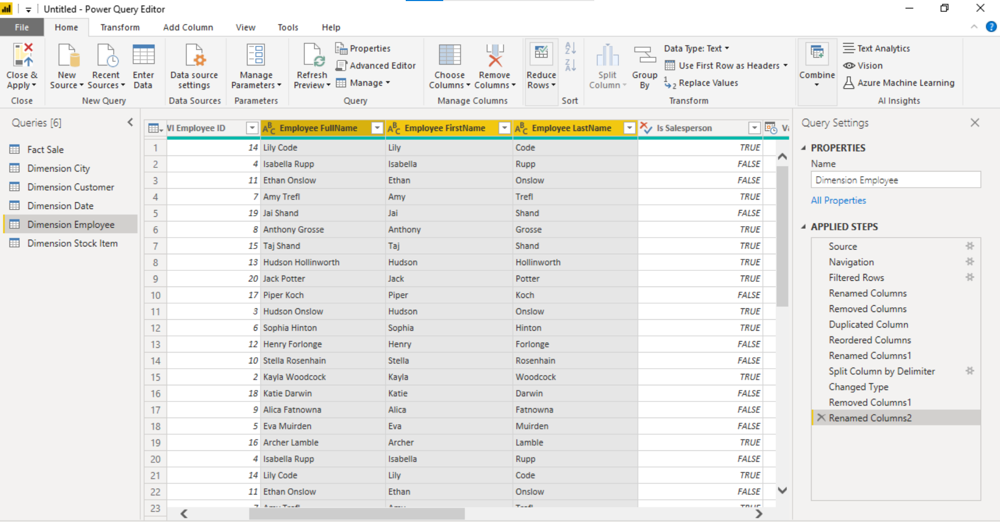 Untitled - Power Query Editor
File Home Transform Add Column View Tools Help
Close & Apply
Close
New Source
Recent Sources
Enter Data
New Query
Data source settings
Data Sources
Manage Parameters
Parameters
Refresh Preview
Properties
Advanced Editor
Manage
Query
Choose Columns
Remove Columns
Manage Columns
Reduce Rows
Sort
Split Column
Group By
Data Type: Text
Use First Row as Headers
Replace Values
Transform
Combine
Text Analytics
Vision
Azure Machine Learning
AI Insights
Queries [6]
Fact Sale
Dimension City
Dimension Customer
Dimension Date
Dimension Employee
Dimension Stock Item
WI Employee ID Employee FullName Employee FirstName Employee LastName Is Salesperson
1 14 Lily Code Lily Code TRUE
2 4 Isabella Rupp Isabella Rupp FALSE
3 11 Ethan Onslow Ethan Onslow FALSE
4 7 Amy Trefl Amy Trefl TRUE
5 19 Jai Shand Jai Shand FALSE
6 8 Anthony Grosse Anthony Grosse TRUE
7 15 Taj Shand Taj Shand TRUE
8 13 Hudson Hollinworth Hudson Hollinworth TRUE
9 20 Jack Potter Jack Potter TRUE
10 17 Piper Koch Piper Koch FALSE
11 3 Hudson Onslow Hudson Onslow TRUE
12 6 Sophia Hinton Sophia Hinton TRUE
13 12 Henry Forlonge Henry Forlonge FALSE
14 10 Stella Rosenhain Stella Rosenhain FALSE
15 2 Kayla Woodcock Kayla Woodcock TRUE
16 18 Katie Darwin Katie Darwin FALSE
17 9 Alica Fatnowna Alica Fatnowna FALSE
18 5 Eva Muirden Eva Muirden FALSE
19 16 Archer Lamble Archer Lamble TRUE
20 4 Isabella Rupp Isabella Rupp FALSE
21 14 Lily Code Lily Code TRUE
22 11 Ethan Onslow Ethan Onslow FALSE
23 7 Amy Trefl Amy Trefl TRUE
Query Settings
PROPERTIES
Name
Dimension Employee
All Properties
APPLIED STEPS
Source
Navigation
Filtered Rows
Renamed Columns
Removed Columns
Duplicated Column
Reordered Columns
Renamed Columns1
Split Column by Delimiter
Changed Type
Removed Columns1
Renamed Columns2